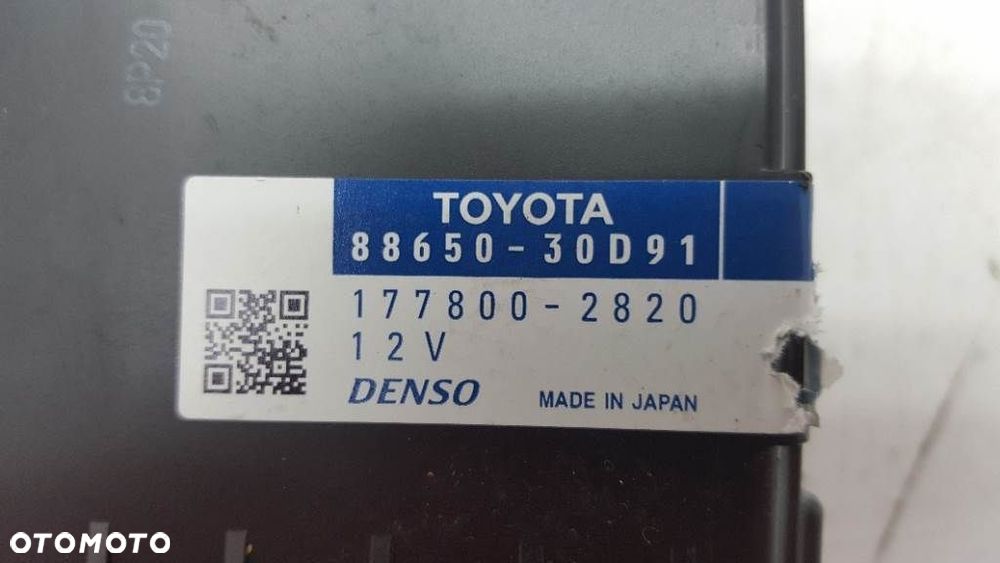 8P20
TOYOTA
88650-30D91
177800-2820
12V
DENSO
MADE IN JAPAN
OTOMOTO